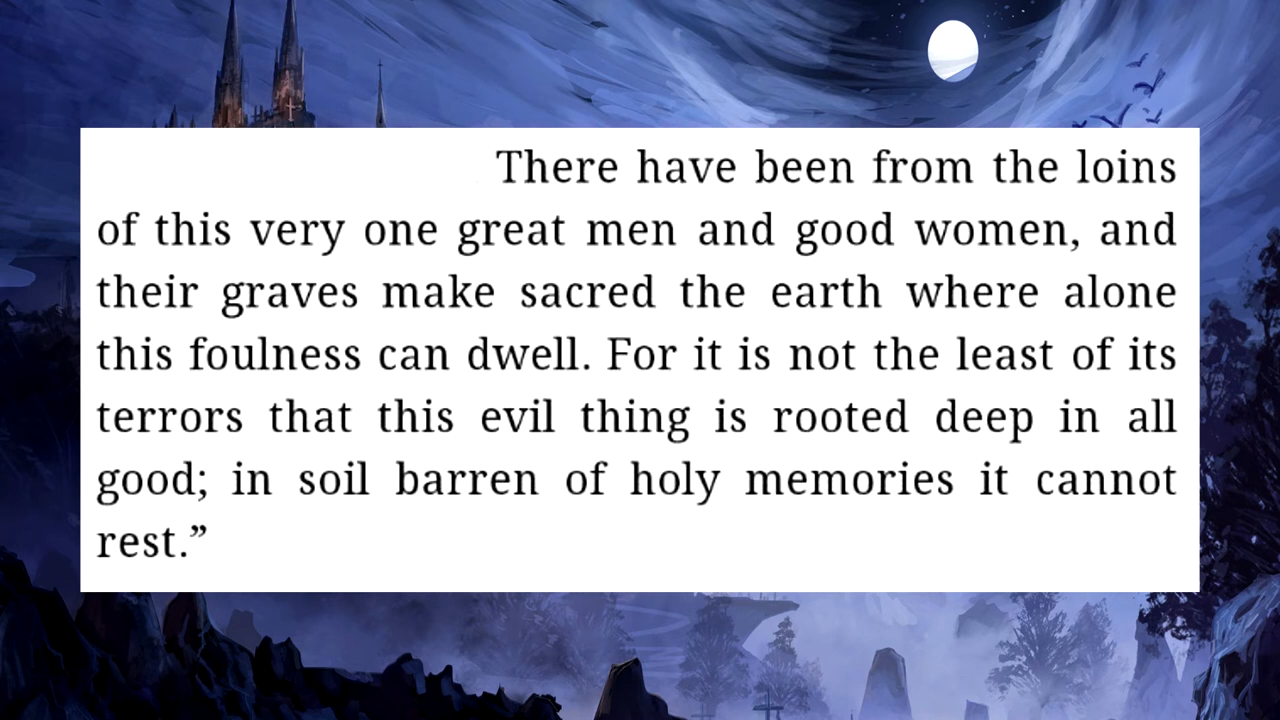 There have been from the loins
of this very one great men and good women, and
their graves make sacred the earth where alone
this foulness can dwell. For it is not the least of its
terrors that this evil thing is rooted deep in all
good; in soil barren of holy memories it cannot
rest.”